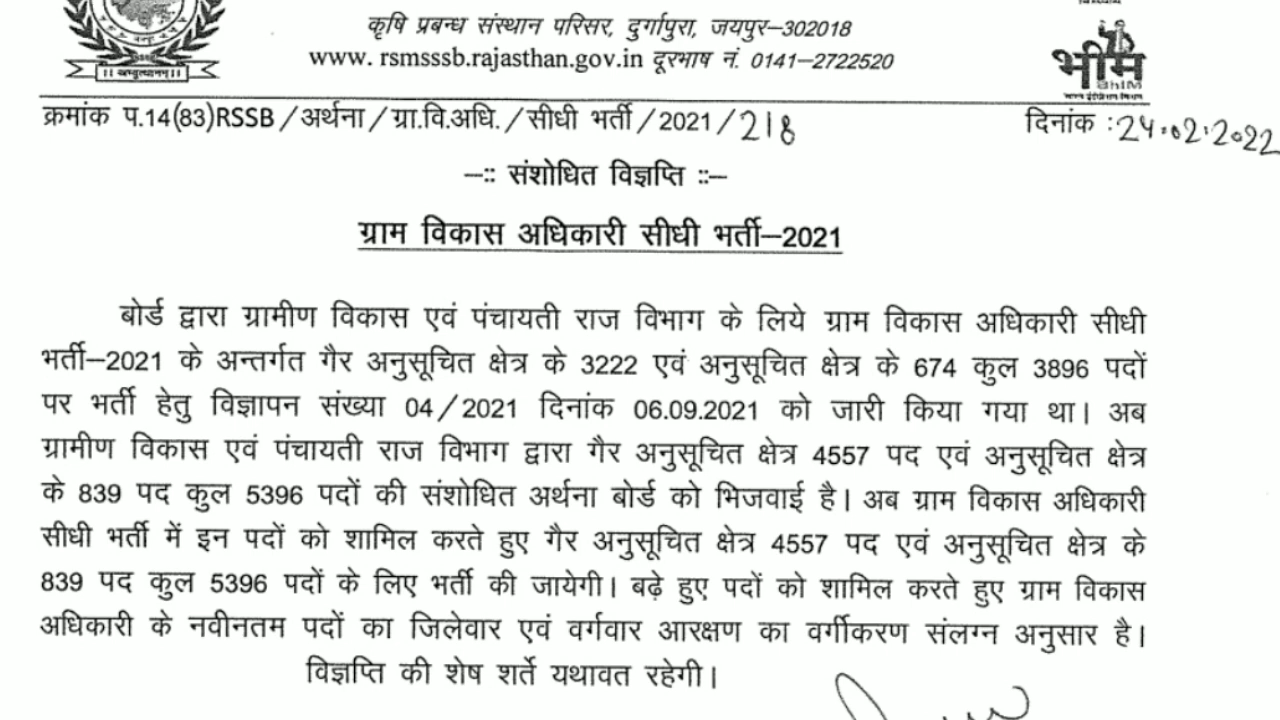 कृषि प्रबन्ध संस्थान परिसर, दुर्गापुरा, जयपुर–302018
www. rsmsssb.rajasthan.gov.in दूरभाष नं. 0141–2722520
भीम
BHIM
क्रमांक प.14(83)RSSB/अर्थना/ग्रा.वि.अधि./सीधी भर्ती/2021/218
दिनांक :24.02.2022
–:: संशोधित विज्ञप्ति ::–
ग्राम विकास अधिकारी सीधी भर्ती–2021
बोर्ड द्वारा ग्रामीण विकास एवं पंचायती राज विभाग के लिये ग्राम विकास अधिकारी सीधी
भर्ती–2021 के अन्तर्गत गैर अनुसूचित क्षेत्र के 3222 एवं अनुसूचित क्षेत्र के 674 कुल 3896 पदों
पर भर्ती हेतु विज्ञापन संख्या 04/2021 दिनांक 06.09.2021 को जारी किया गया था। अब
ग्रामीण विकास एवं पंचायती राज विभाग द्वारा गैर अनुसूचित क्षेत्र 4557 पद एवं अनुसूचित क्षेत्र
के 839 पद कुल 5396 पदों की संशोधित अर्थना बोर्ड को भिजवाई है। अब ग्राम विकास अधिकारी
सीधी भर्ती में इन पदों को शामिल करते हुए गैर अनुसूचित क्षेत्र 4557 पद एवं अनुसूचित क्षेत्र के
839 पद कुल 5396 पदों के लिए भर्ती की जायेगी। बढ़े हुए पदों को शामिल करते हुए ग्राम विकास
अधिकारी के नवीनतम पदों का जिलेवार एवं वर्गवार आरक्षण का वर्गीकरण संलग्न अनुसार है।
विज्ञप्ति की शेष शर्ते यथावत रहेगी।